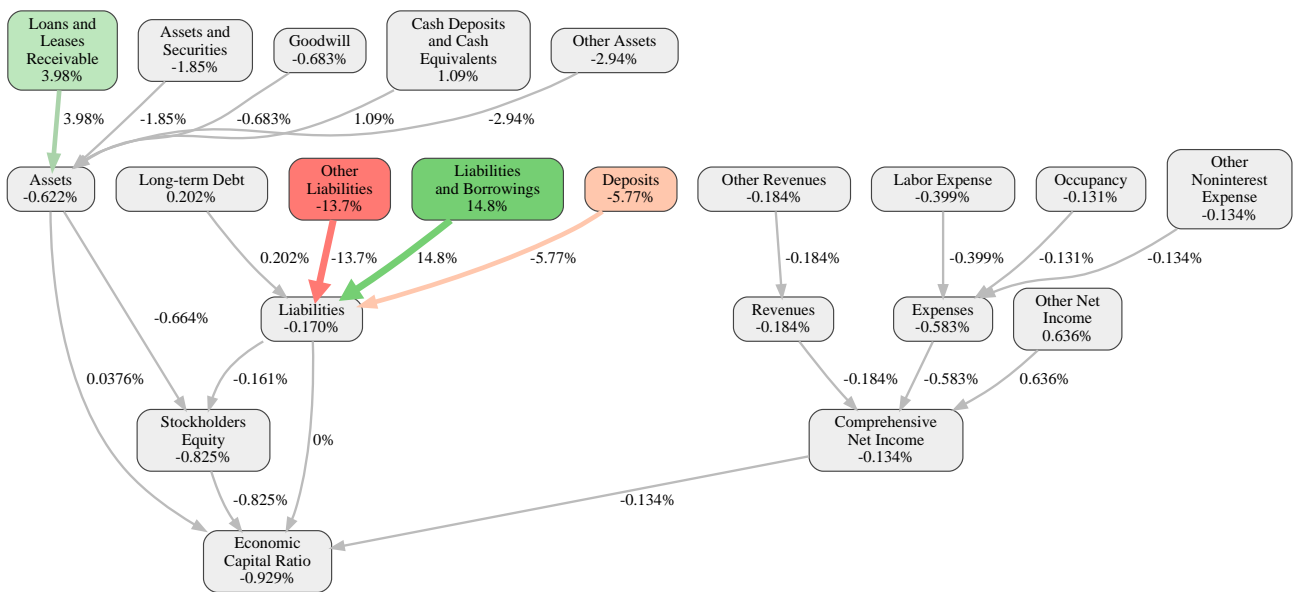 Loans and
Leases
Receivable
3.98%
Assets and
Securities
-1.85%
Goodwill
-0.683%
Cash Deposits
and Cash
Equivalents
1.09%
Other Assets
-2.94%
3.98%
-1.85%
-0.683%
1.09%
-2.94%
Assets
-0.622%
Long-term Debt
0.202%
Other
Liabilities
-13.7%
Liabilities
and Borrowings
14.8%
Deposits
-5.77%
Other Revenues
-0.184%
Labor Expense
-0.399%
Occupancy
-0.131%
Other
Noninterest
Expense
-0.134%
0.202%
-13.7%
14.8%
-5.77%
-0.184%
-0.399%
-0.131%
-0.134%
Liabilities
-0.170%
Revenues
-0.184%
Expenses
-0.583%
Other Net
Income
0.636%
-0.664%
0.0376%
-0.161%
-0.184%
-0.583%
0.636%
Stockholders
Equity
-0.825%
0%
Comprehensive
Net Income
-0.134%
-0.825%
-0.134%
Economic
Capital Ratio
-0.929%